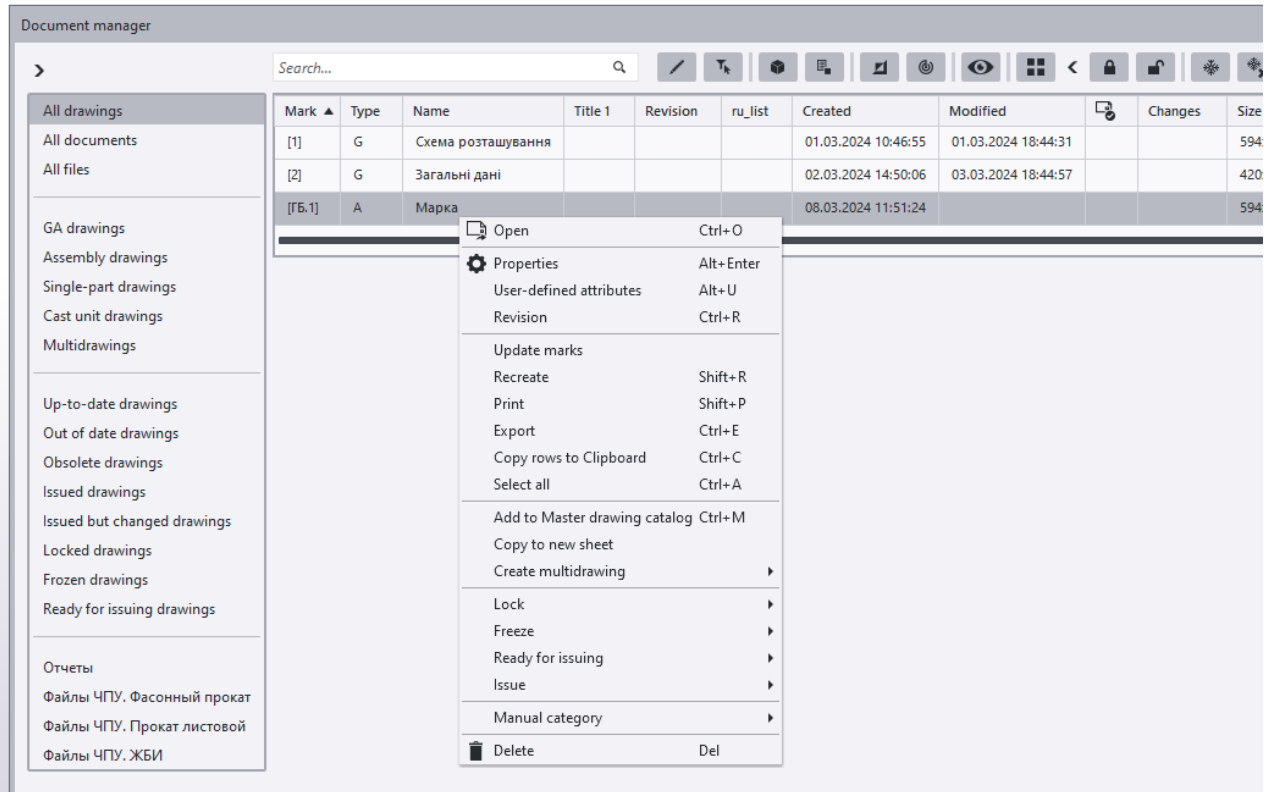 Document manager
Search...
Mark Type Name Title 1 Revision ru_list Created Modified Changes Size
[1] G Схема розташування 01.03.2024 10:46:55 01.03.2024 18:44:31 594
[2] G Загальні дані 02.03.2024 14:50:06 03.03.2024 18:44:57 420
[ГБ.1] A Марка 08.03.2024 11:51:24 594
All drawings
All documents
All files
GA drawings
Assembly drawings
Single-part drawings
Cast unit drawings
Multidrawings
Up-to-date drawings
Out of date drawings
Obsolete drawings
Issued drawings
Issued but changed drawings
Locked drawings
Frozen drawings
Ready for issuing drawings
Отчеты
Файлы ЧПУ. Фасонный прокат
Файлы ЧПУ. Прокат листовой
Файлы ЧПУ. ЖБИ
Open Ctrl+O
Properties Alt+Enter
User-defined attributes Alt+U
Revision Ctrl+R
Update marks
Recreate Shift+R
Print Shift+P
Export Ctrl+E
Copy rows to Clipboard Ctrl+C
Select all Ctrl+A
Add to Master drawing catalog Ctrl+M
Copy to new sheet
Create multidrawing
Lock
Freeze
Ready for issuing
Issue
Manual category
Delete Del